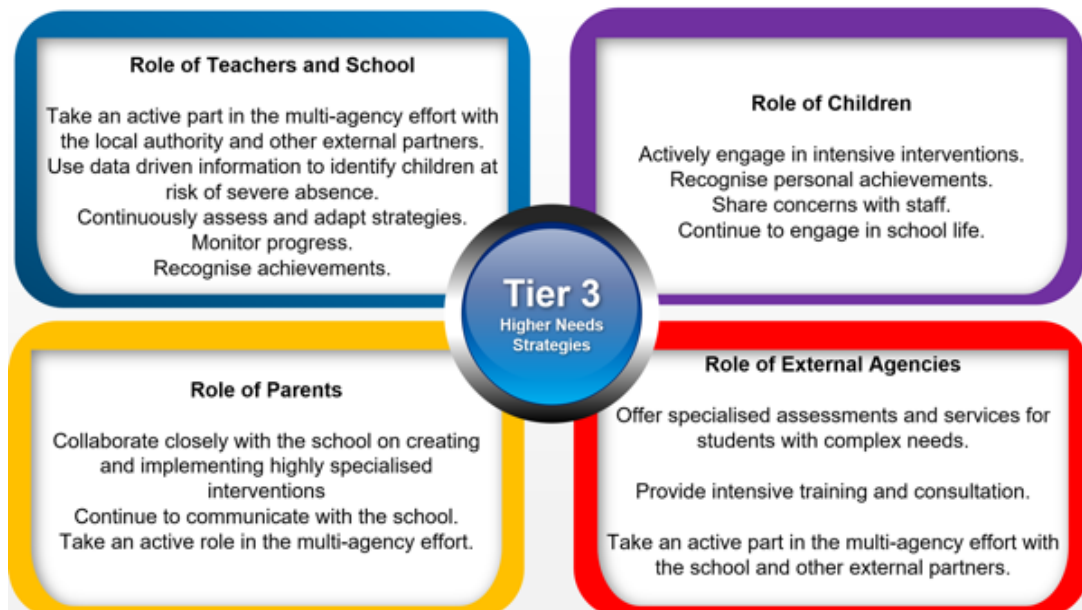 Role of Teachers and School
Take an active part in the multi-agency effort with
the local authority and other external partners.
Use data driven information to identify children at
risk of severe absence.
Continuously assess and adapt strategies.
Monitor progress.
Recognise achievements.
Role of Children
Actively engage in intensive interventions.
Recognise personal achievements.
Share concerns with staff.
Continue to engage in school life.
Tier 3
Higher Needs
Strategies
Role of Parents
Collaborate closely with the school on creating
and implementing highly specialised
interventions
Continue to communicate with the school.
Take an active role in the multi-agency effort.
Role of External Agencies
Offer specialised assessments and services for
students with complex needs.
Provide intensive training and consultation.
Take an active part in the multi-agency effort with
the school and other external partners.